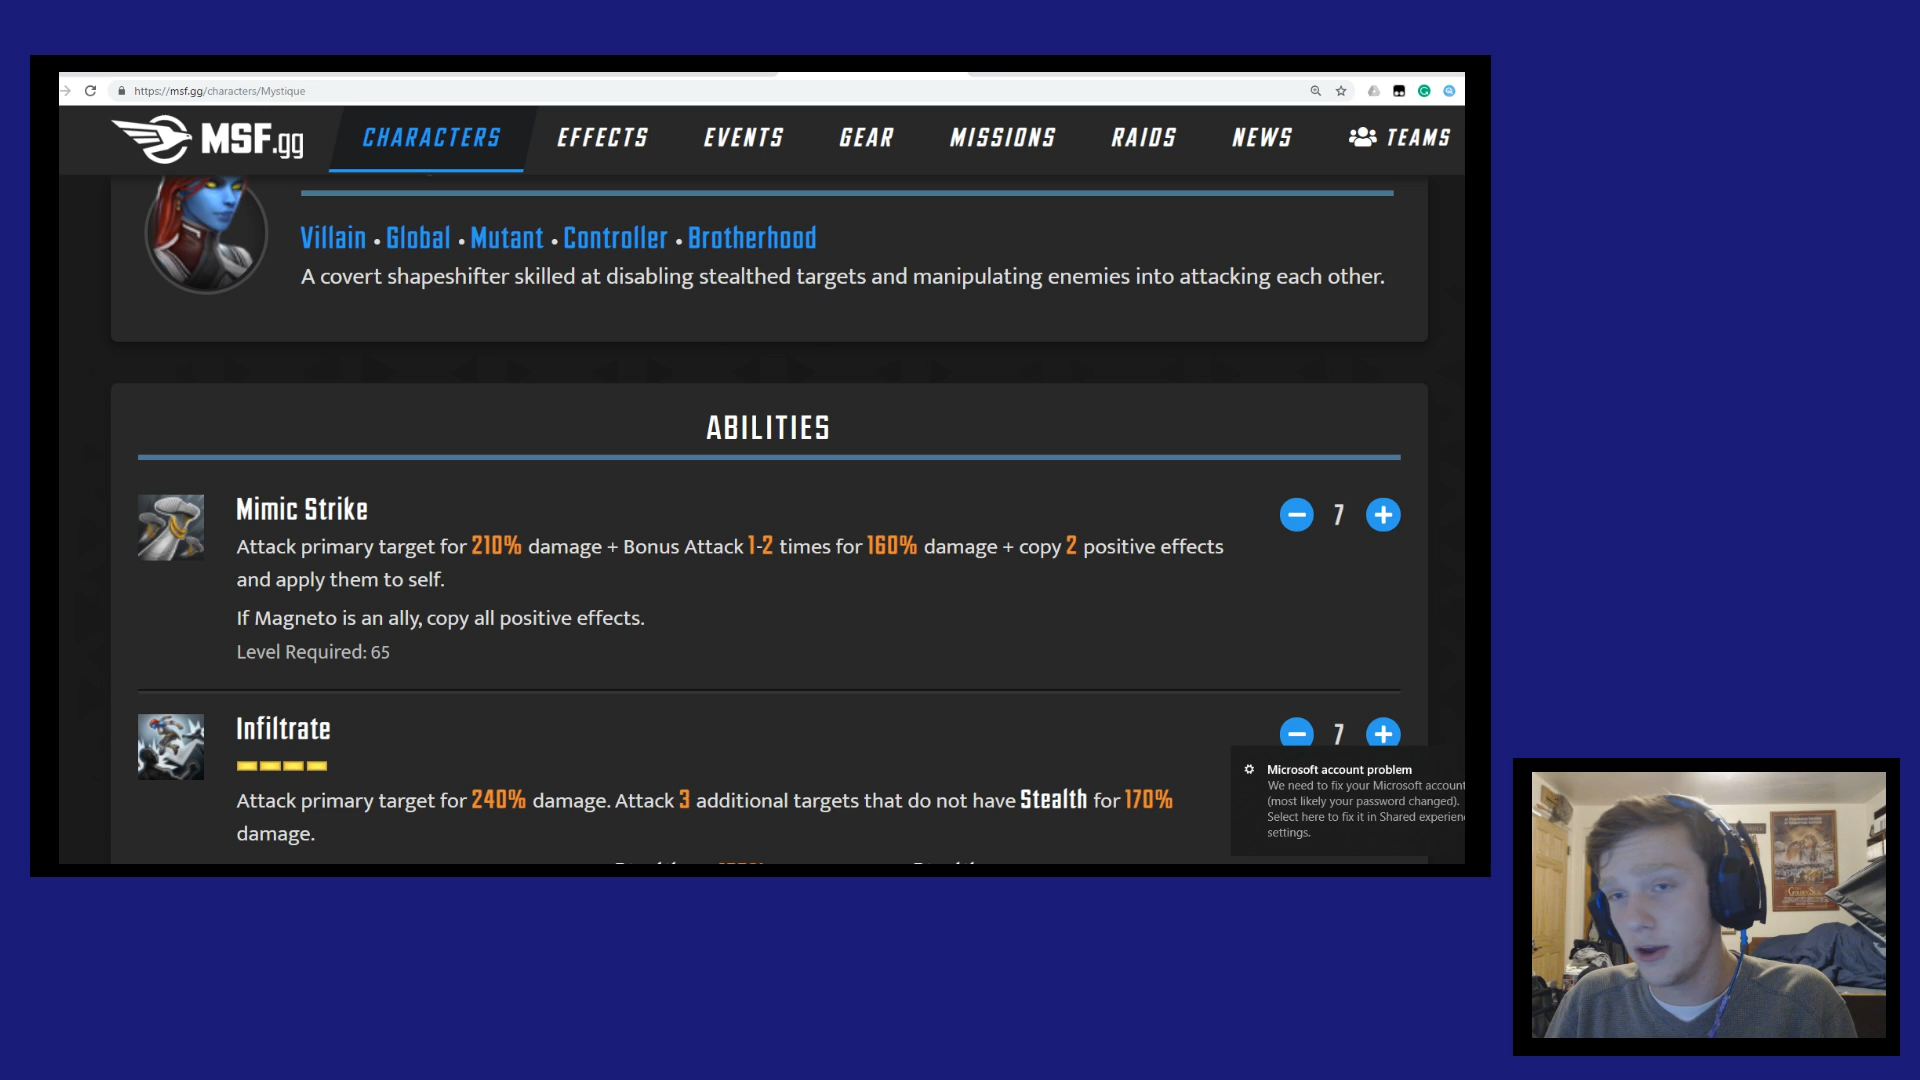 https://msf.gg/characters/Mystique
MSF.gg
CHARACTERS
EFFECTS
EVENTS
GEAR
MISSIONS
RAIDS
NEWS
TEAMS
Villain • Global • Mutant • Controller • Brotherhood
A covert shapeshifter skilled at disabling stealthed targets and manipulating enemies into attacking each other.
ABILITIES
Mimic Strike
7
Attack primary target for 210% damage + Bonus Attack 1-2 times for 160% damage + copy 2 positive effects
and apply them to self.
If Magneto is an ally, copy all positive effects.
Level Required: 65
Infiltrate
7
Attack primary target for 240% damage. Attack 3 additional targets that do not have Stealth for 170%
damage.
Microsoft account problem
We need to fix your Microsoft account
(most likely your password changed).
Select here to fix it in Shared
settings.